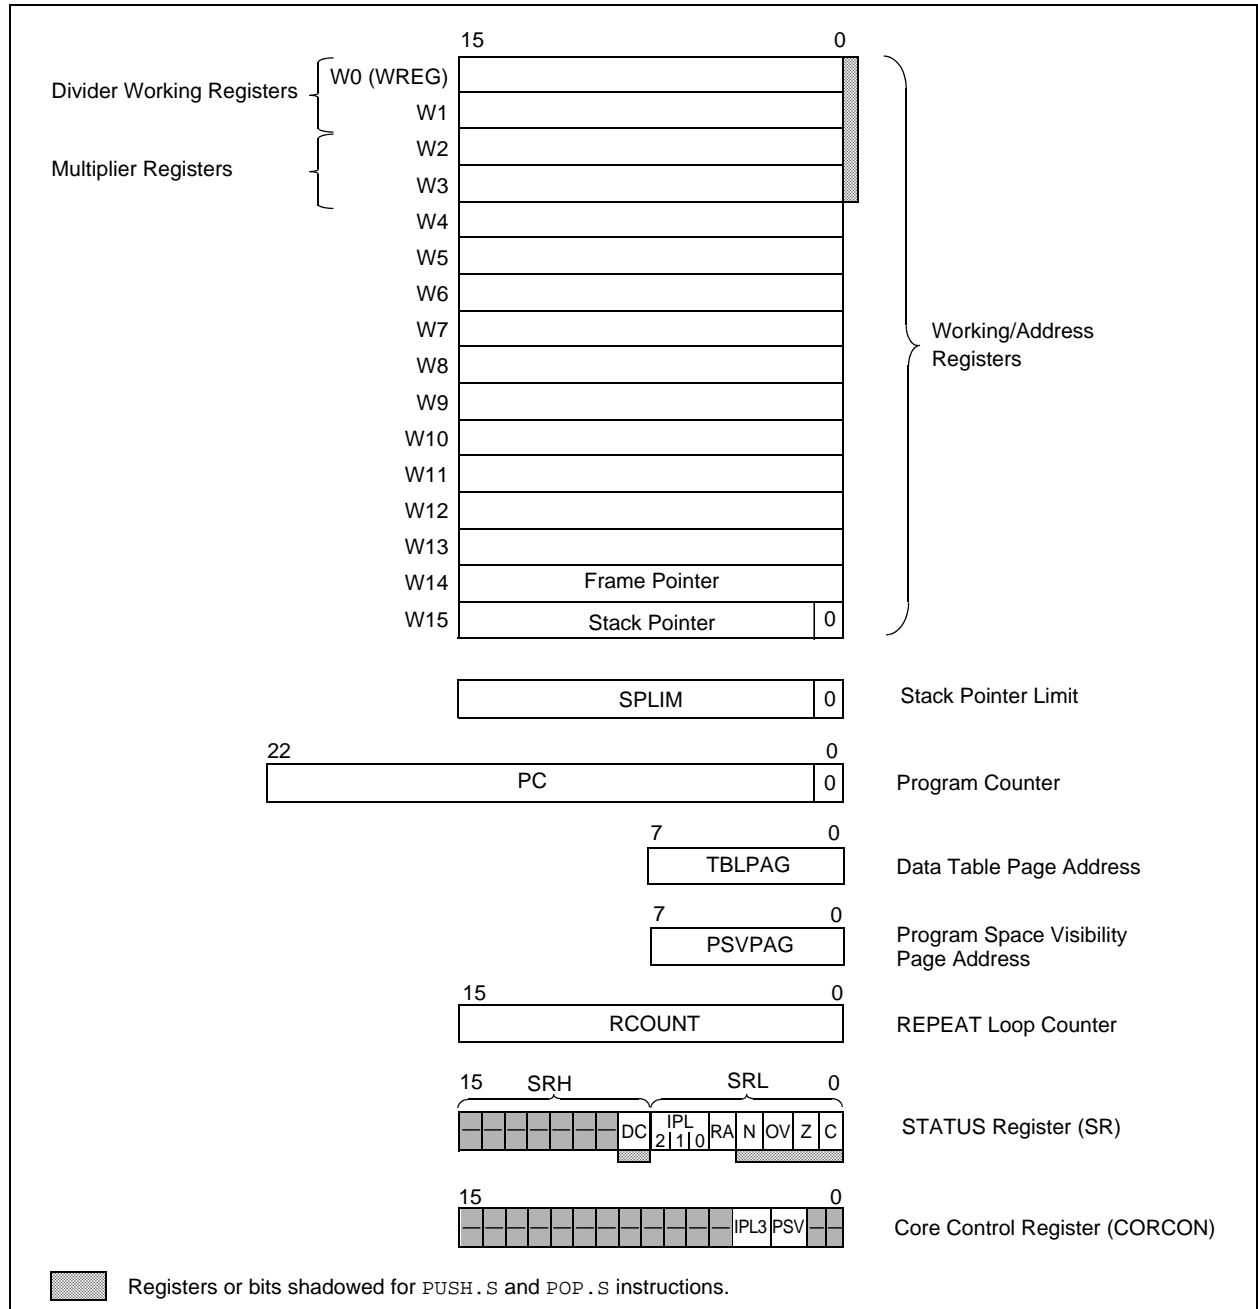 15 0
Divider Working Registers
W0 (WREG)
W1
Multiplier Registers
W2
W3
W4
W5
W6
W7
W8
W9
W10
W11
W12
W13
W14 Frame Pointer
W15 Stack Pointer 0
Working/Address
Registers
SPLIM 0 Stack Pointer Limit
22 0
PC 0 Program Counter
7 0
TBLPAG Data Table Page Address
7 0
PSVPAG Program Space Visibility
Page Address
15 0
RCOUNT REPEAT Loop Counter
15 SRH SRL 0
— — — — — — — DC IPL 2 1 0 RA N OV Z C STATUS Register (SR)
15 0
— — — — — — — — — — — — IPL3 PSV — — Core Control Register (CORCON)
Registers or bits shadowed for PUSH.S and POP.S instructions.